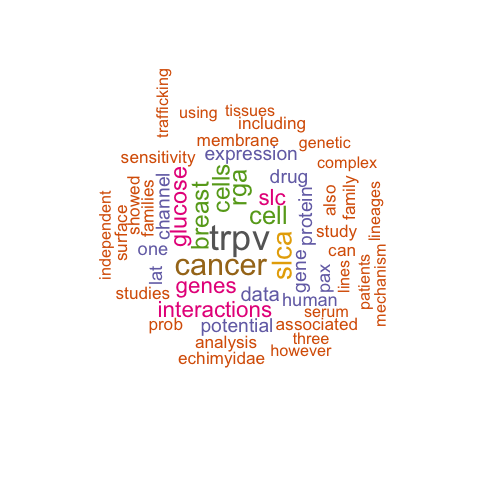 trafficking
using
tissues
including
membrane
genetic
sensitivity
expression
complex
glucose
channel
families
showed
surface
independent
breast
cells
rga
drug
slc
cell
protein
also
family
lineages
trpv
study
can
one
lat
cancer
slca
gene
pax
lines
patients
mechanism
genes
studies
data
human
interactions
serum
prob
potential
associated
analysis
three
echimyidae
however